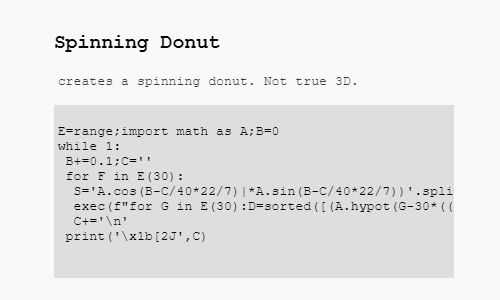 Spinning Donut
creates a spinning donut. Not true 3D.
E=range;import math as A;B=0
while 1:
 B+=0.1;C=''
 for F in E(30):
  S='A.cos(B-C/40*22/7)|*A.sin(B-C/40*22/7))'.spli
  exec(f"for G in E(30):D=sorted([(A.hypot(G-30*((
  C+='\n'
 print('\x1b[2J',C)